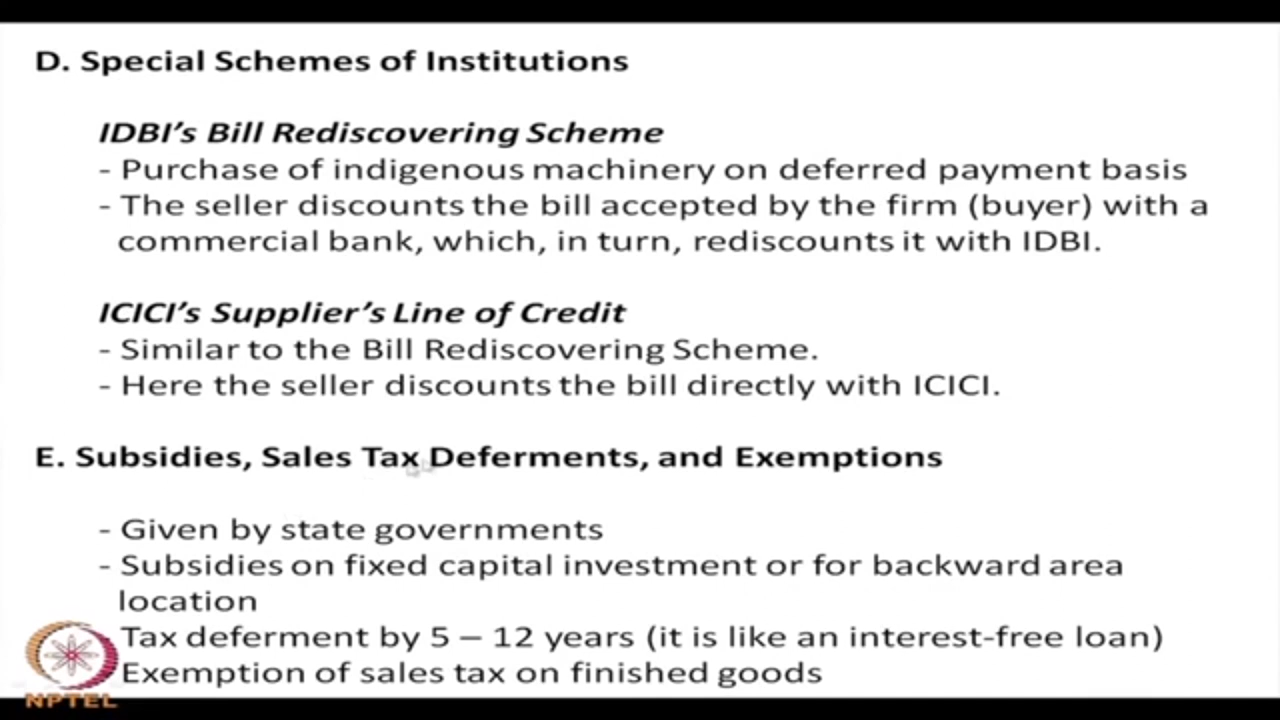 D. Special Schemes of Institutions
IDBI's Bill Rediscovering Scheme
- Purchase of indigenous machinery on deferred payment basis
- The seller discounts the bill accepted by the firm (buyer) with a
commercial bank, which, in turn, rediscounts it with IDBI.
ICICI's Supplier's Line of Credit
- Similar to the Bill Rediscovering Scheme.
- Here the seller discounts the bill directly with ICICI.
E. Subsidies, Sales Tax Deferments, and Exemptions
- Given by state governments
- Subsidies on fixed capital investment or for backward area
location
Tax deferment by 5 – 12 years (it is like an interest-free loan)
Exemption of sales tax on finished goods
NPTEL